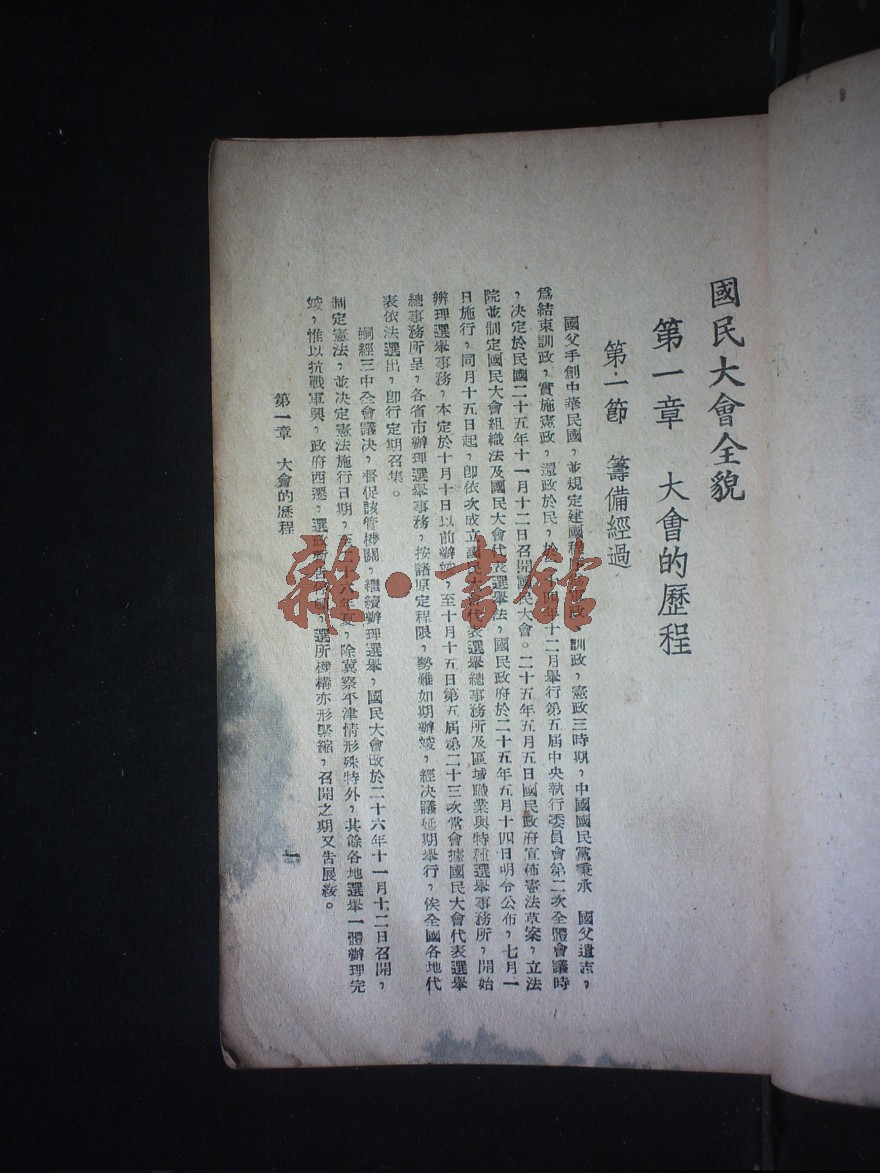 國民大會全貌
第一章　大會的歷程
第一節　籌備經過
國父手創中華民國，並規定建國程政，訓政，憲政三時期，中國國民黨秉承　國父遺志，
爲結束訓政，實施憲政，還政於民，於年十二月舉行第五屆中央執行委員會第二次全體會議時
，决定於民國二十五年十一月十二日召開國民大會。二十五年五月五日國民政府宣佈憲法草案，立法
院並制定國民大會組織法及國民大會代表選舉法，國民政府於二十五年五月十四日明令公布，七月一
日施行，同月十五日起，卽依次成立國民大代表選舉總事務所及區域職業與特種選舉事務所，開始
辦理選舉事務，本定於十月十日以前辦竣，至十月十五日第五屆第二十三次常會據國民大會代表選舉
總事務所呈，各省市辦理選舉事務，按諸原定程限，勢難如期辦竣，經决議延期舉行，俟全國各地代
表依法選出，卽行定期召集。
嗣經三中全會議决，督促該管機關，繼續辦理選舉，國民大會改於二十六年十一月十二日召開，
制定憲法，並决定憲法施行日期，至二十六年夏，除冀察平津情形殊特外，其餘各地選舉一體辦理完
竣，惟以抗戰軍興，政府西遷，選政所機構亦形緊縮，召開之期又告展緩。
第一章　大會的歷程
一
雜·書館